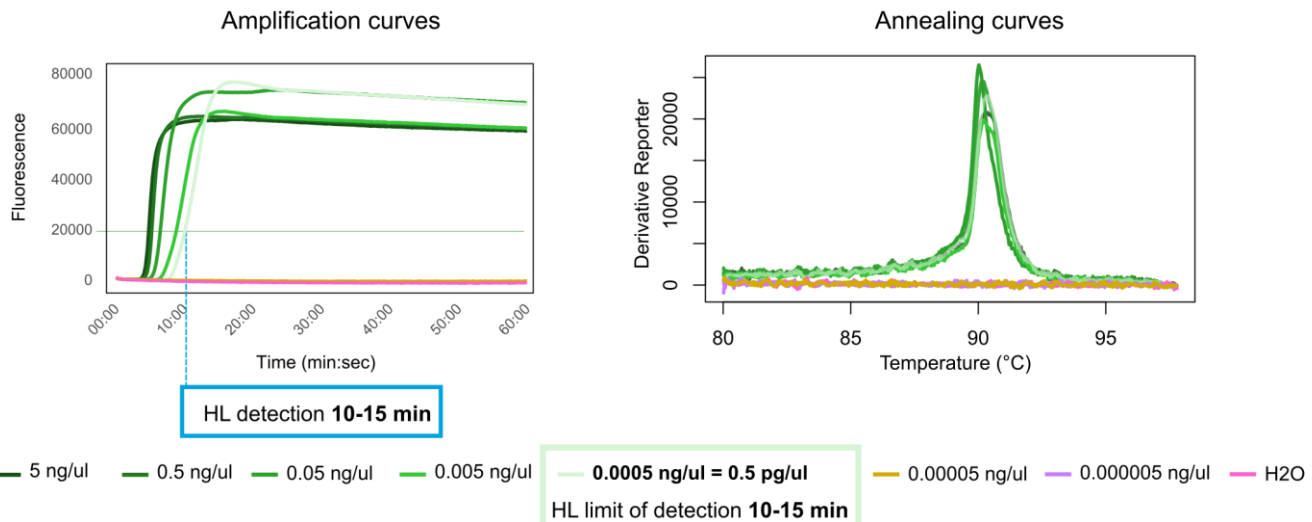 Amplification curves
Annealing curves
Fluorescence
80000
60000
40000
20000
0
00:00
10:00
20:00
30:00
40:00
50:00
60:00
Time (min:sec)
Derivative Reporter
20000
10000
0
80
85
90
95
Temperature (°C)
HL detection 10-15 min
5 ng/ul
0.5 ng/ul
0.05 ng/ul
0.005 ng/ul
0.0005 ng/ul = 0.5 pg/ul
HL limit of detection 10-15 min
0.00005 ng/ul
0.000005 ng/ul
H2O